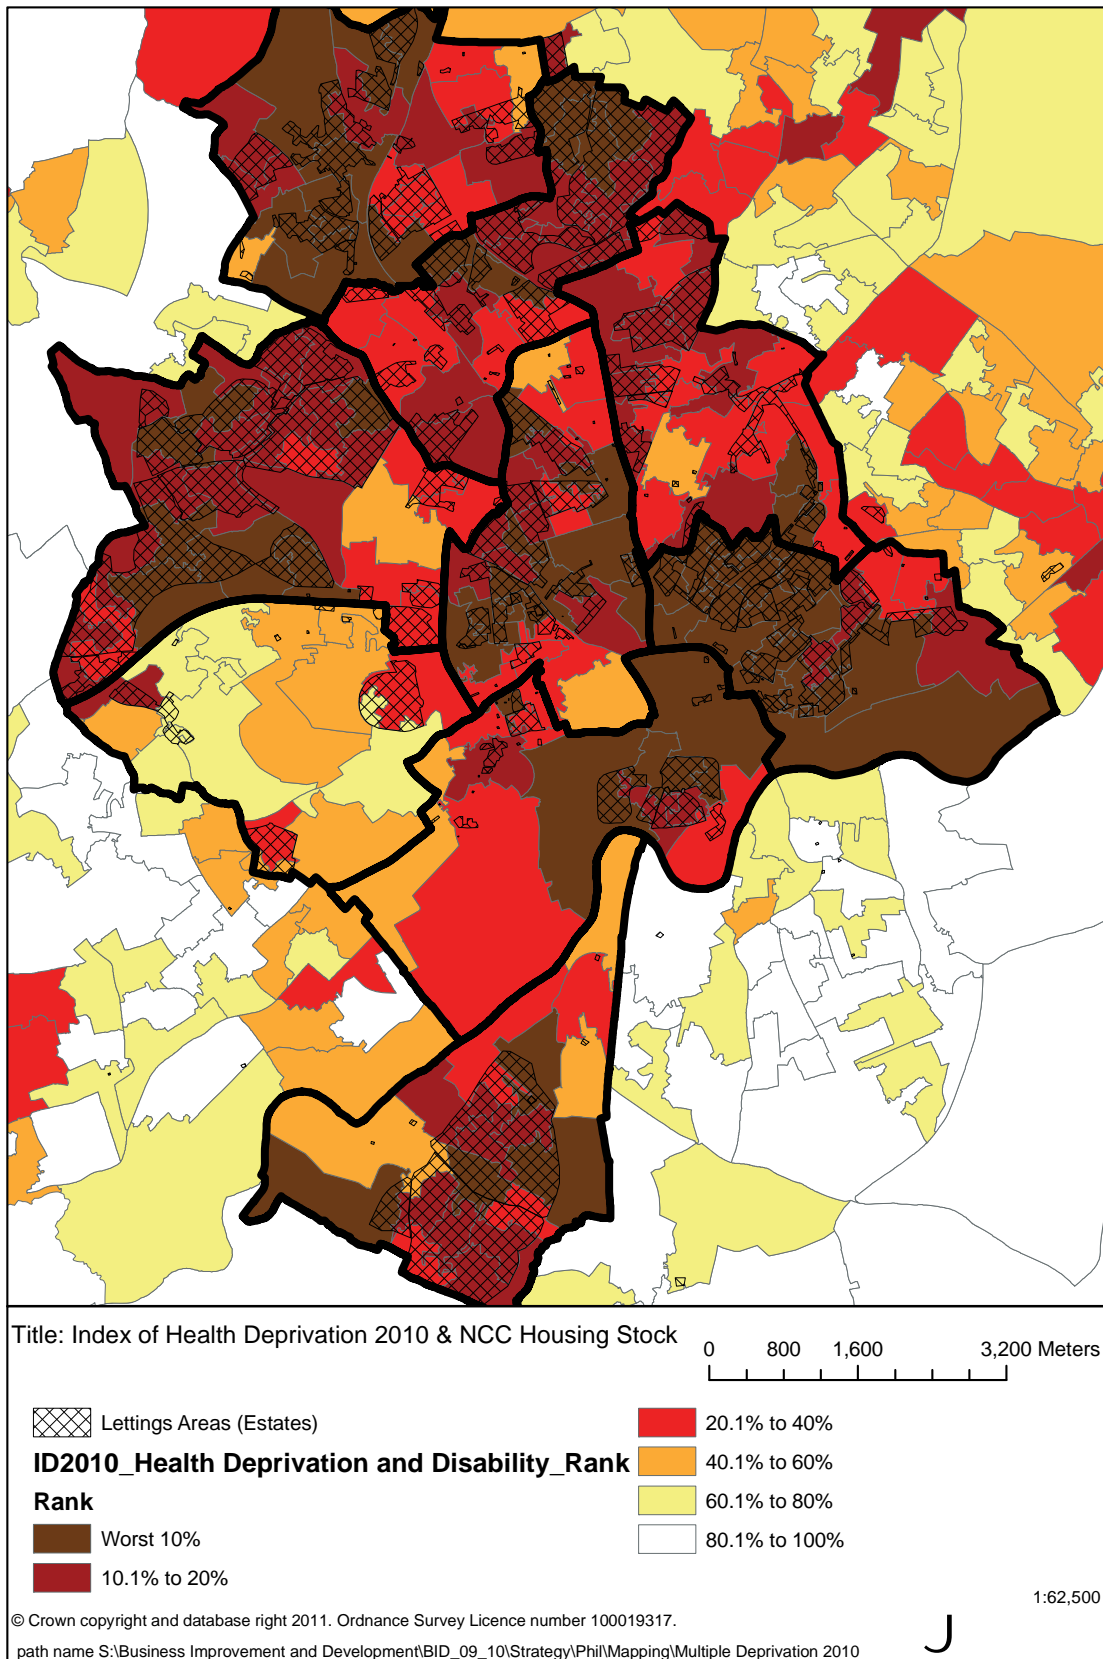 Title: Index of Health Deprivation 2010 & NCC Housing Stock
0 800 1,600 3,200 Meters
Lettings Areas (Estates)
ID2010_Health Deprivation and Disability_Rank
Rank
Worst 10%
10.1% to 20%
20.1% to 40%
40.1% to 60%
60.1% to 80%
80.1% to 100%
1:62,500
© Crown copyright and database right 2011. Ordnance Survey Licence number 100019317.
J
path name S:\Business Improvement and Development\BID_09_10\Strategy\Phil\Mapping\Multiple Deprivation 2010